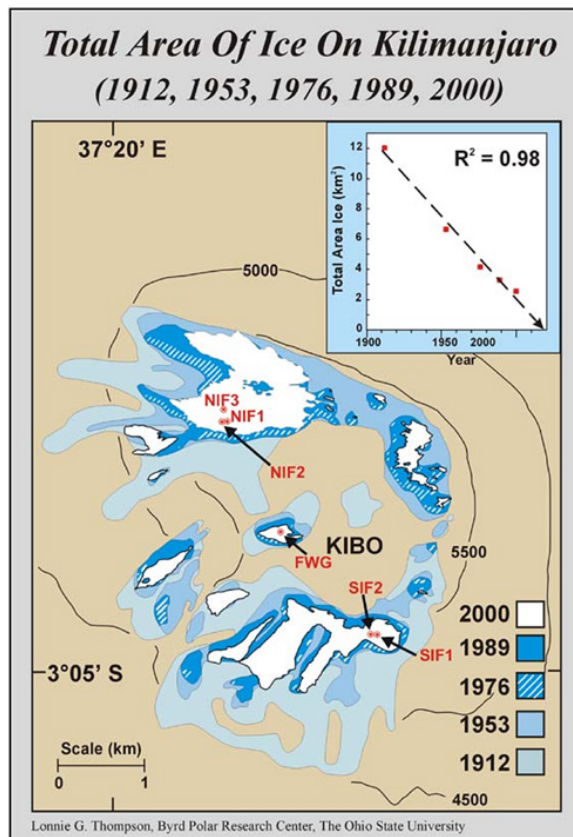 Total Area Of Ice On Kilimanjaro
(1912, 1953, 1976, 1989, 2000)
37°20' E
12
10
8
6
4
2
0
Total Area Ice (km²)
R² = 0.98
1900
1950
2000
Year
5000
NIF3
NIF1
NIF2
KIBO
FWG
5500
SIF2
SIF1
3°05' S
2000
1989
1976
1953
1912
Scale (km)
0
1
4500
Lonnie G. Thompson, Byrd Polar Research Center, The Ohio State University